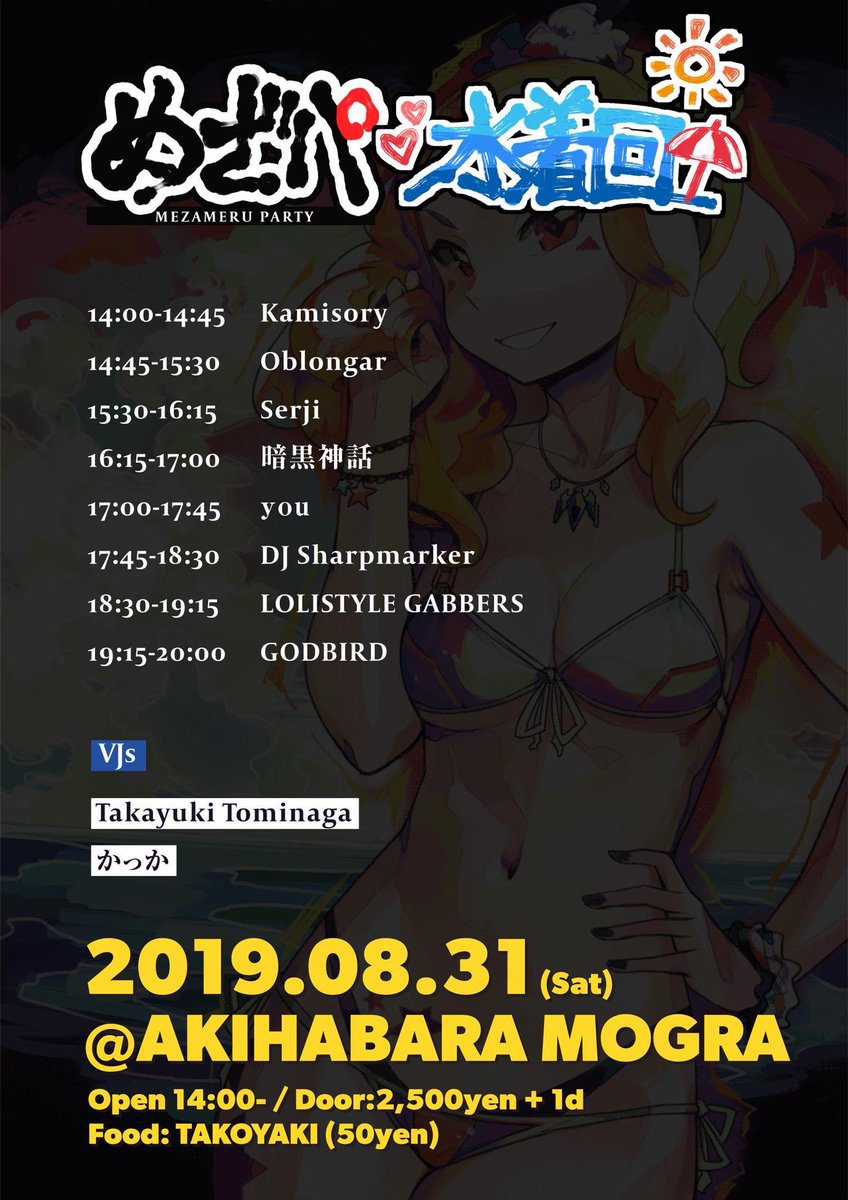 めざパ
水着回
MEZAMERU PARTY
14:00-14:45 Kamisory
14:45-15:30 Oblongar
15:30-16:15 Serji
16:15-17:00 暗黒神話
17:00-17:45 you
17:45-18:30 DJ Sharpmarker
18:30-19:15 LOLISTYLE GABBERS
19:15-20:00 GODBIRD
VJs
Takayuki Tominaga
かっか
2019.08.31 (Sat)
@AKIHABARA MOGRA
Open 14:00- / Door:2,500yen + 1d
Food: TAKOYAKI (50yen)